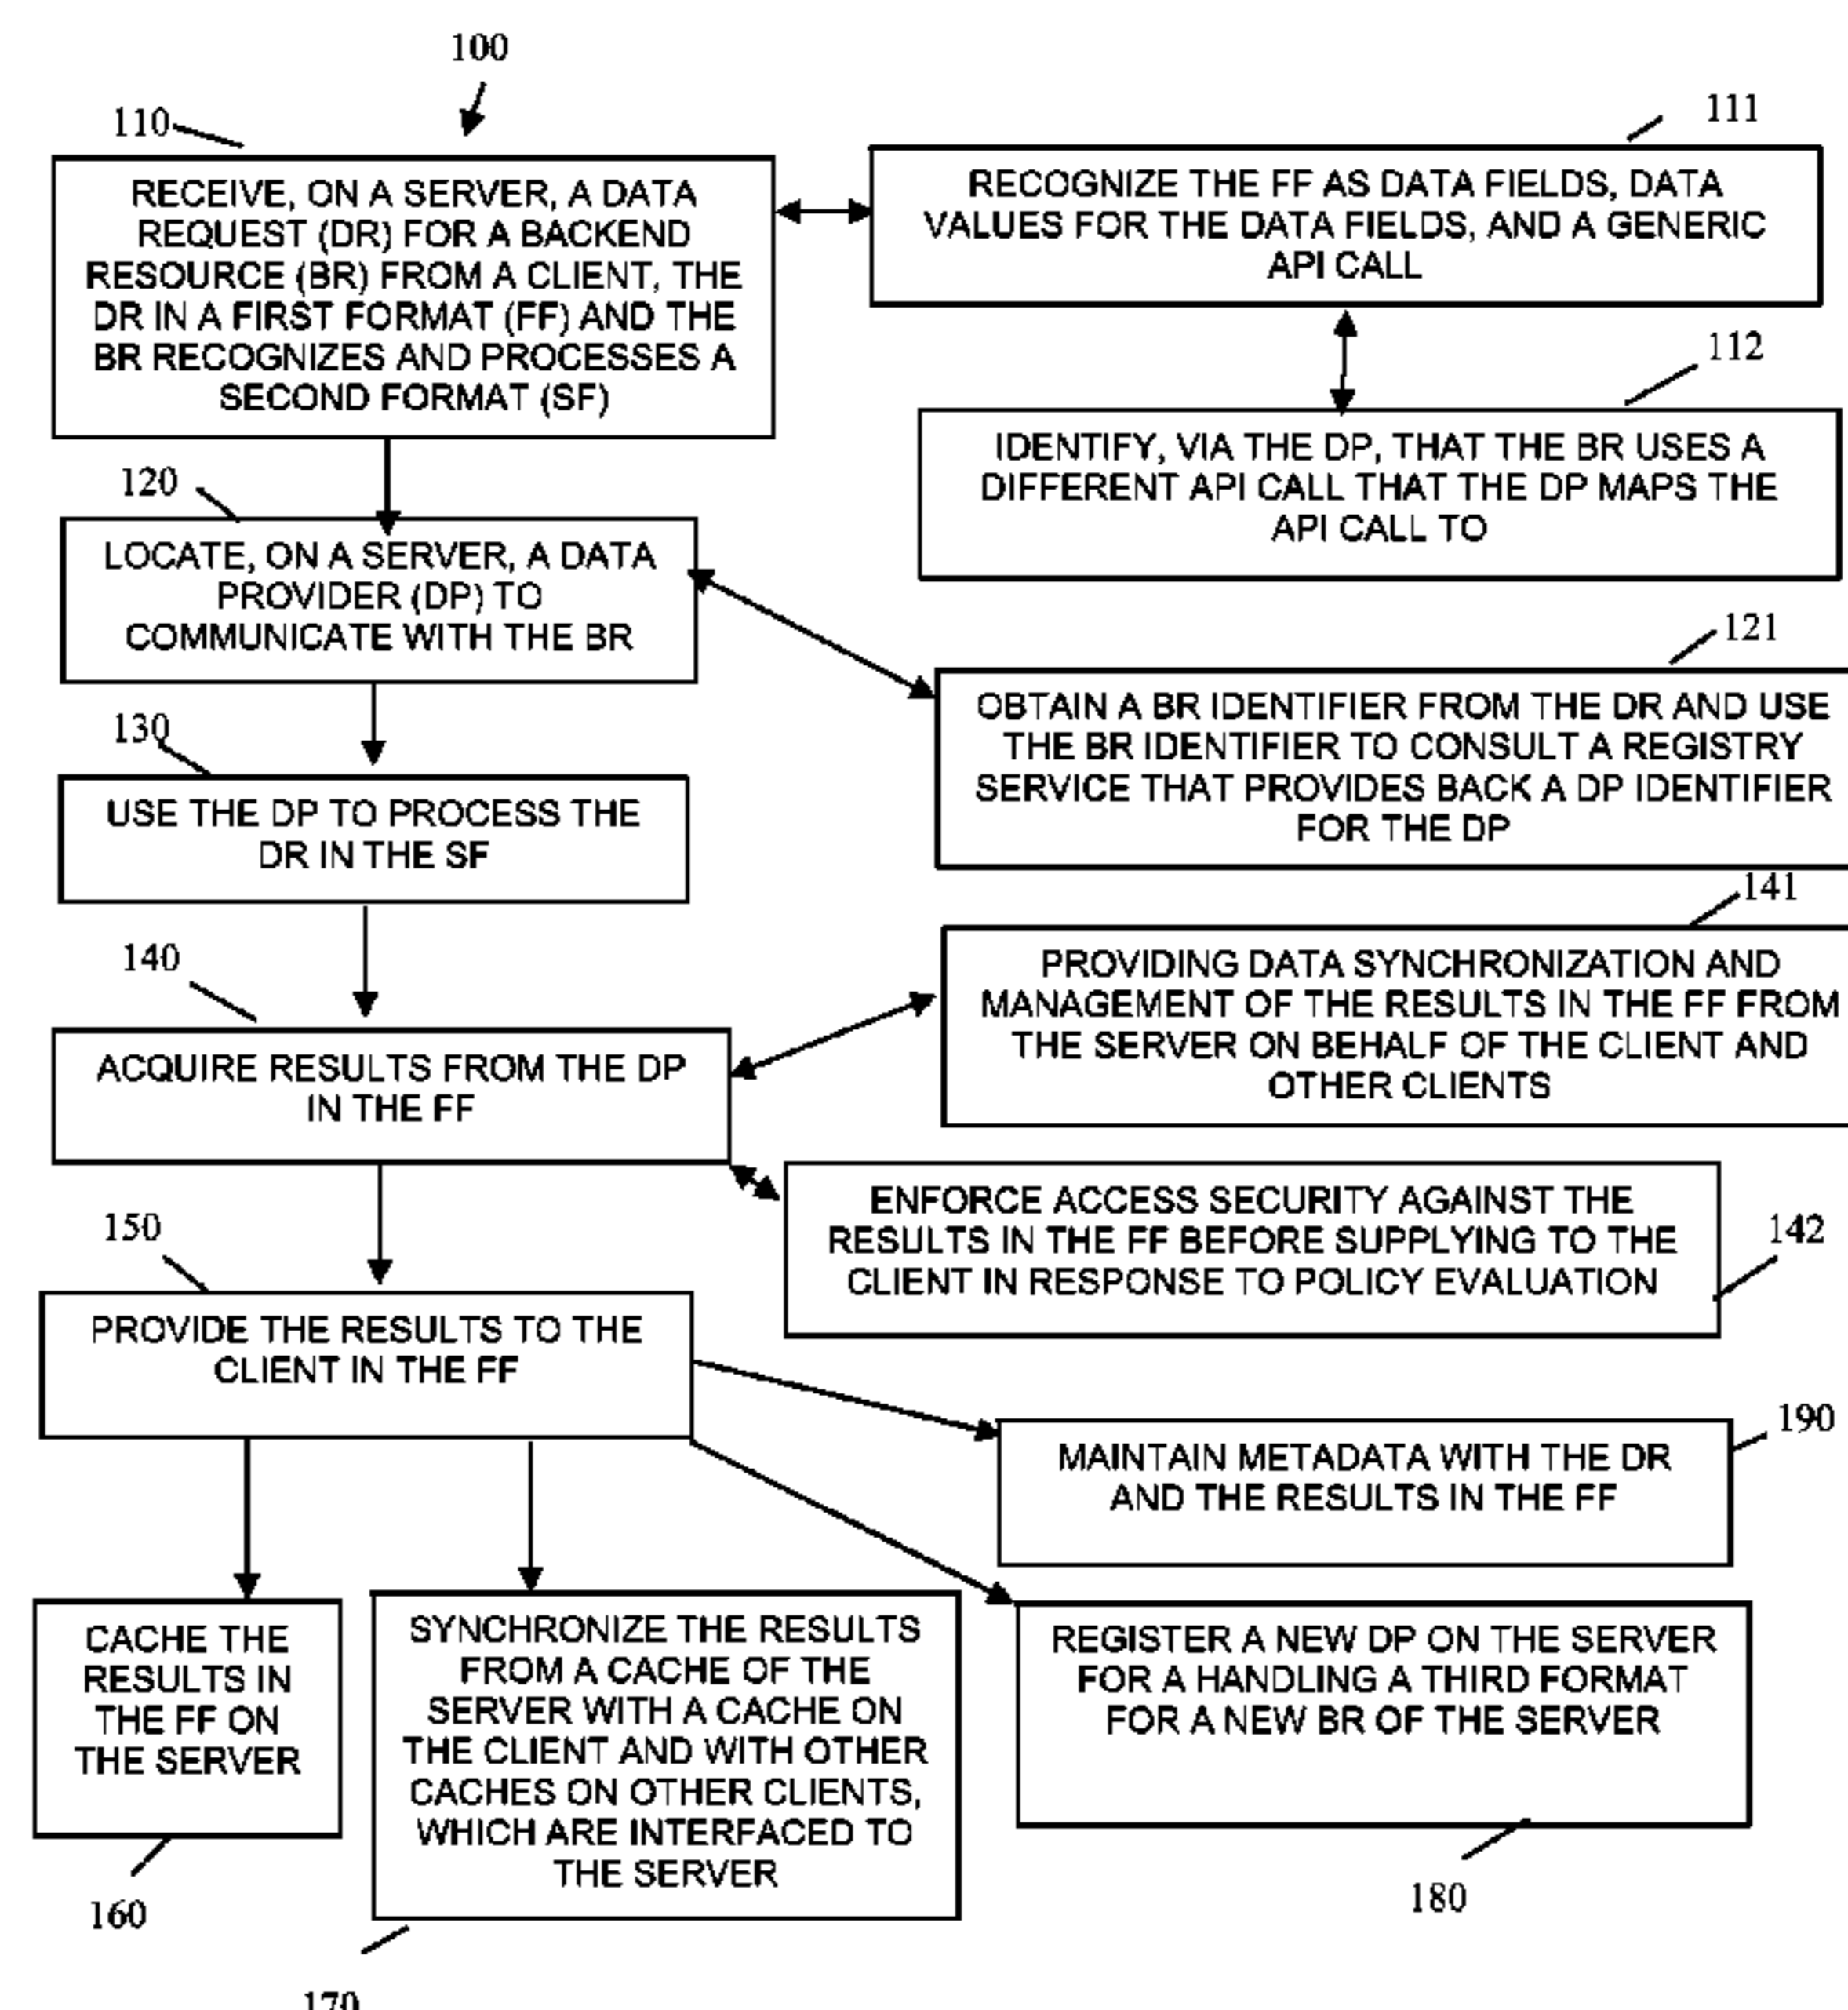 100
110
RECEIVE, ON A SERVER, A DATA
REQUEST (DR) FOR A BACKEND
RESOURCE (BR) FROM A CLIENT, THE
DR IN A FIRST FORMAT (FF) AND THE
BR RECOGNIZES AND PROCESSES A
SECOND FORMAT (SF)
111
RECOGNIZE THE FF AS DATA FIELDS, DATA
VALUES FOR THE DATA FIELDS, AND A GENERIC
API CALL
112
IDENTIFY, VIA THE DP, THAT THE BR USES A
DIFFERENT API CALL THAT THE DP MAPS THE
API CALL TO
120
LOCATE, ON A SERVER, A DATA
PROVIDER (DP) TO
COMMUNICATE WITH THE BR
121
OBTAIN A BR IDENTIFIER FROM THE DR AND USE
THE BR IDENTIFIER TO CONSULT A REGISTRY
SERVICE THAT PROVIDES BACK A DP IDENTIFIER
FOR THE DP
130
USE THE DP TO PROCESS THE
DR IN THE SF
140
ACQUIRE RESULTS FROM THE DP
IN THE FF
141
PROVIDING DATA SYNCHRONIZATION AND
MANAGEMENT OF THE RESULTS IN THE FF FROM
THE SERVER ON BEHALF OF THE CLIENT AND
OTHER CLIENTS
142
ENFORCE ACCESS SECURITY AGAINST THE
RESULTS IN THE FF BEFORE SUPPLYING TO THE
CLIENT IN RESPONSE TO POLICY EVALUATION
150
PROVIDE THE RESULTS TO THE
CLIENT IN THE FF
190
MAINTAIN METADATA WITH THE DR
AND THE RESULTS IN THE FF
CACHE THE
RESULTS IN
THE FF ON
THE SERVER
160
SYNCHRONIZE THE RESULTS
FROM A CACHE OF THE
SERVER WITH A CACHE ON
THE CLIENT AND WITH OTHER
CACHES ON OTHER CLIENTS,
WHICH ARE INTERFACED TO
THE SERVER
170
REGISTER A NEW DP ON THE SERVER
FOR A HANDLING A THIRD FORMAT
FOR A NEW BR OF THE SERVER
180